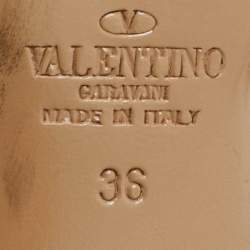 VALENTINO
GARAVANI
MADE IN ITALY
36